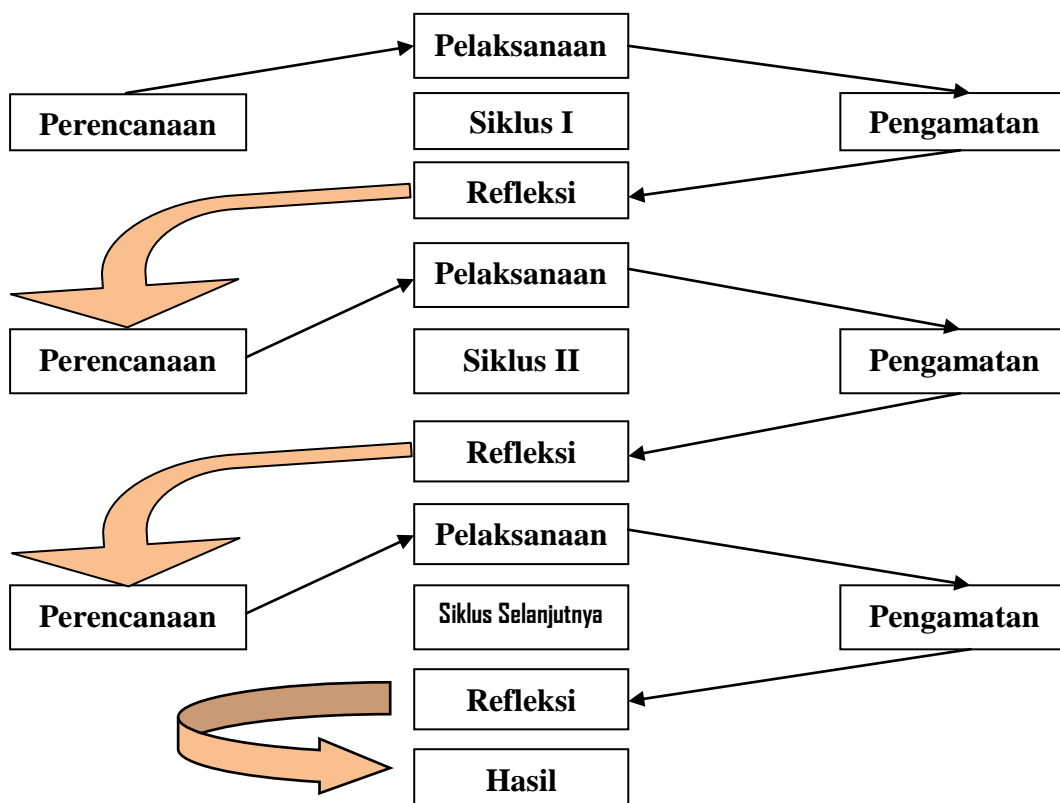 Pelaksanaan
Perencanaan
Siklus I
Pengamatan
Refleksi
Pelaksanaan
Perencanaan
Siklus II
Pengamatan
Refleksi
Pelaksanaan
Perencanaan
Siklus Selanjutnya
Pengamatan
Refleksi
Hasil